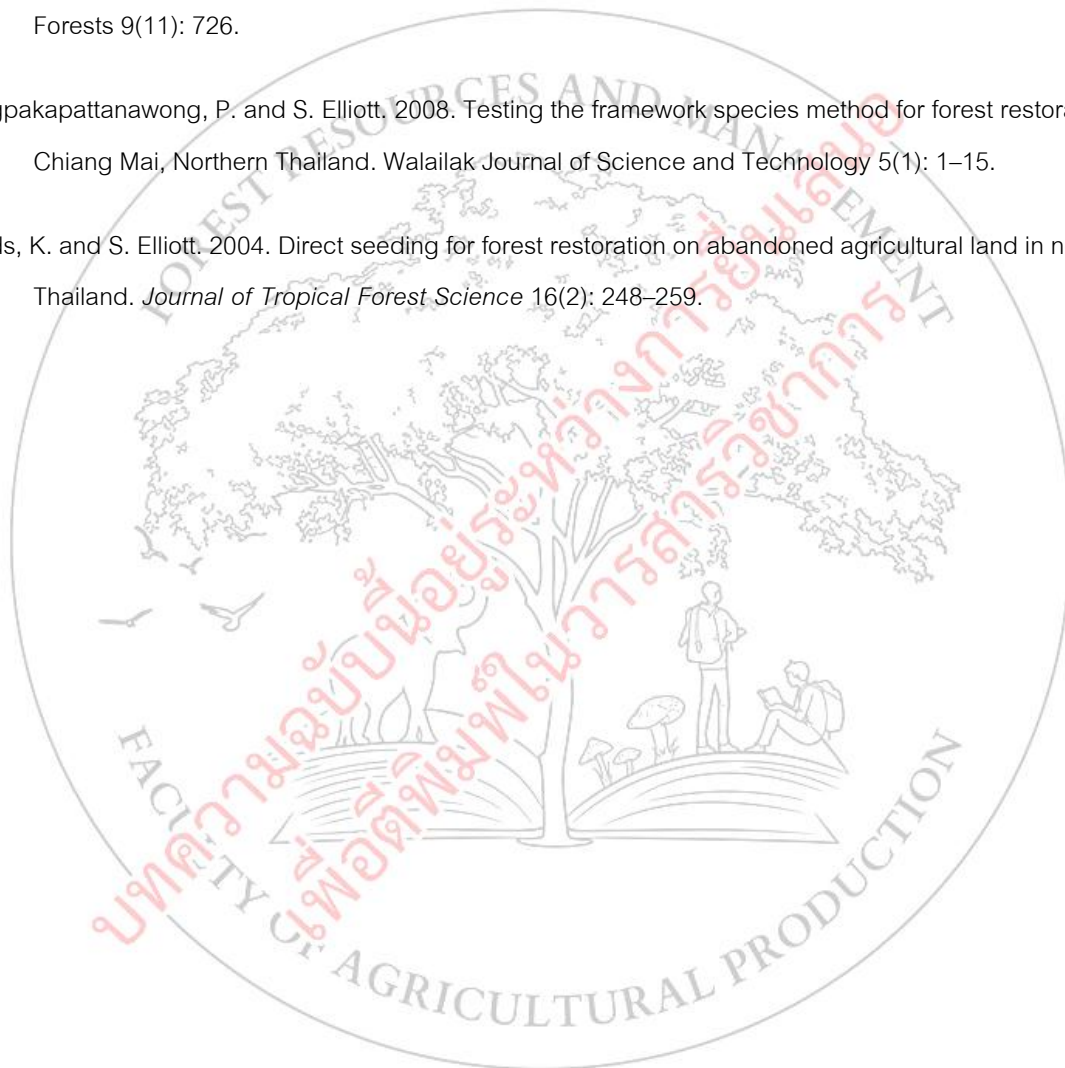 Forests 9(11): 726.
gpakapattanawong, P. and S. Elliott. 2008. Testing the framework species method for forest restora
Chiang Mai, Northern Thailand. Walailak Journal of Science and Technology 5(1): 1–15.
ds, K. and S. Elliott. 2004. Direct seeding for forest restoration on abandoned agricultural land in n
Thailand. Journal of Tropical Forest Science 16(2): 248–259.
FOREST RESOURCES AND MANAGEMENT
บทความฉบับนี้อยู่ระหว่างการยื่นเสนอ
เพื่อตีพิมพ์ในวารสารวิชาการ
FACULTY OF AGRICULTURAL PRODUCTION